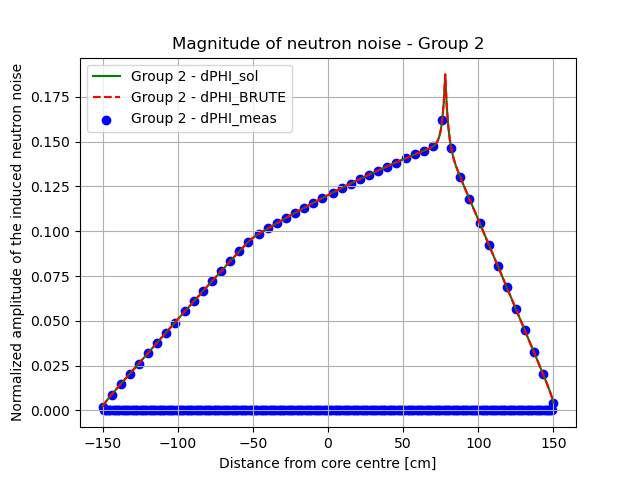 Magnitude of neutron noise - Group 2
Group 2 - dPHI_sol
Group 2 - dPHI_BRUTE
Group 2 - dPHI_meas
Normalized amplitude of the induced neutron noise
0.175
0.150
0.125
0.100
0.075
0.050
0.025
0.000
−150 −100 −50 0 50 100 150
Distance from core centre [cm]